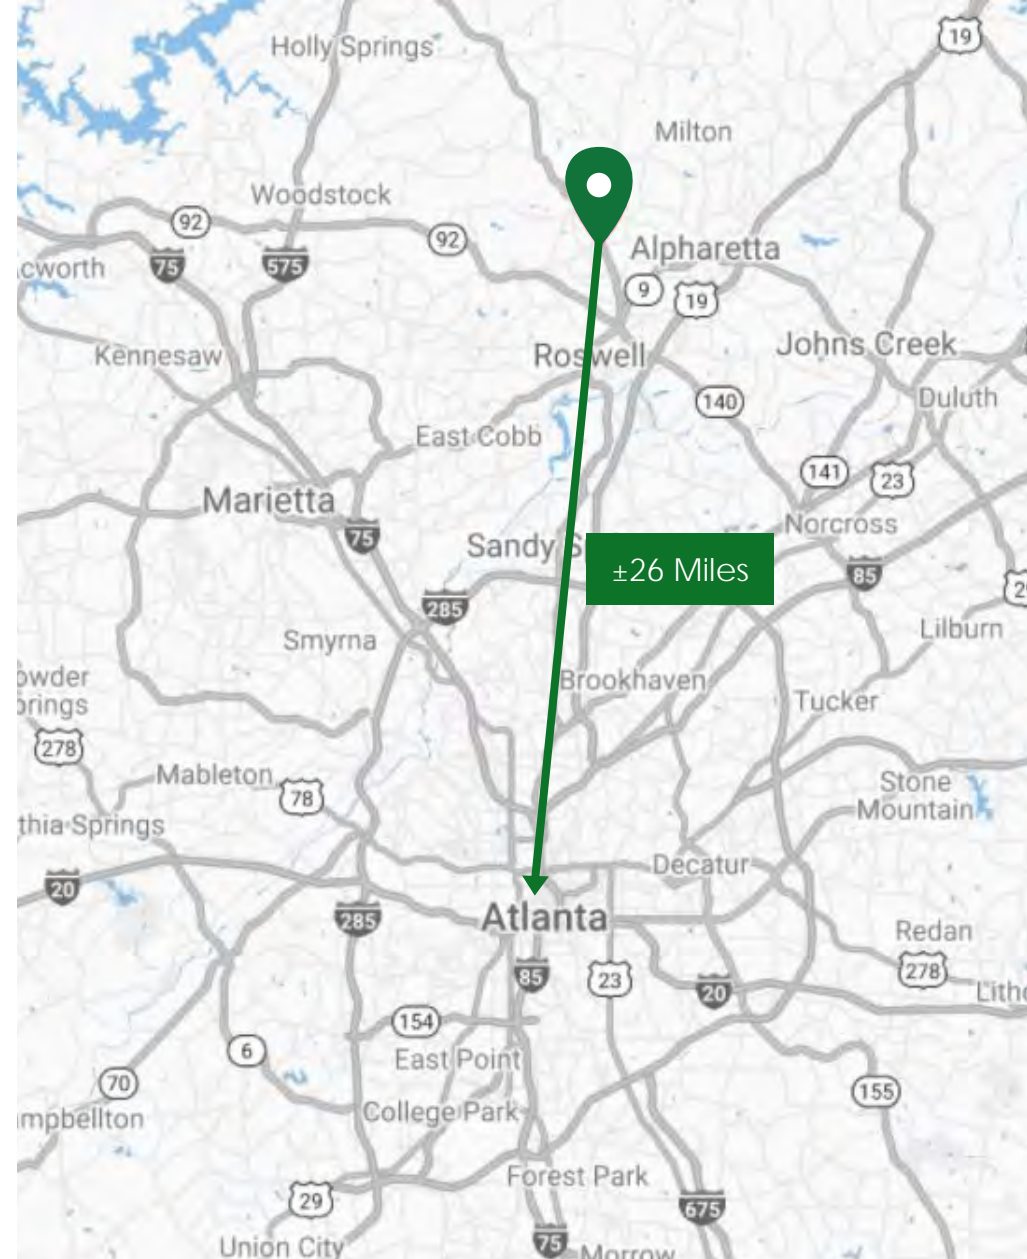 19
Holly Springs
Milton
Woodstock
92
92
Alpharetta
cworth
75
575
9
19
Roswell
Johns Creek
Kennesaw
140
Duluth
East Cobb
141
23
Marietta
Norcross
75
Sandy S
±26 Miles
85
29
285
Lilburn
Smyrna
owder
prings
Brookhaven
Tucker
278
Mableton
78
Stone
Mountain
thia Springs
Decatur
20
285
Atlanta
Redan
85
23
278
20
Litho
154
6
East Point
70
155
College Park
mpbellton
Forest Park
29
675
Union City
75
Morrow